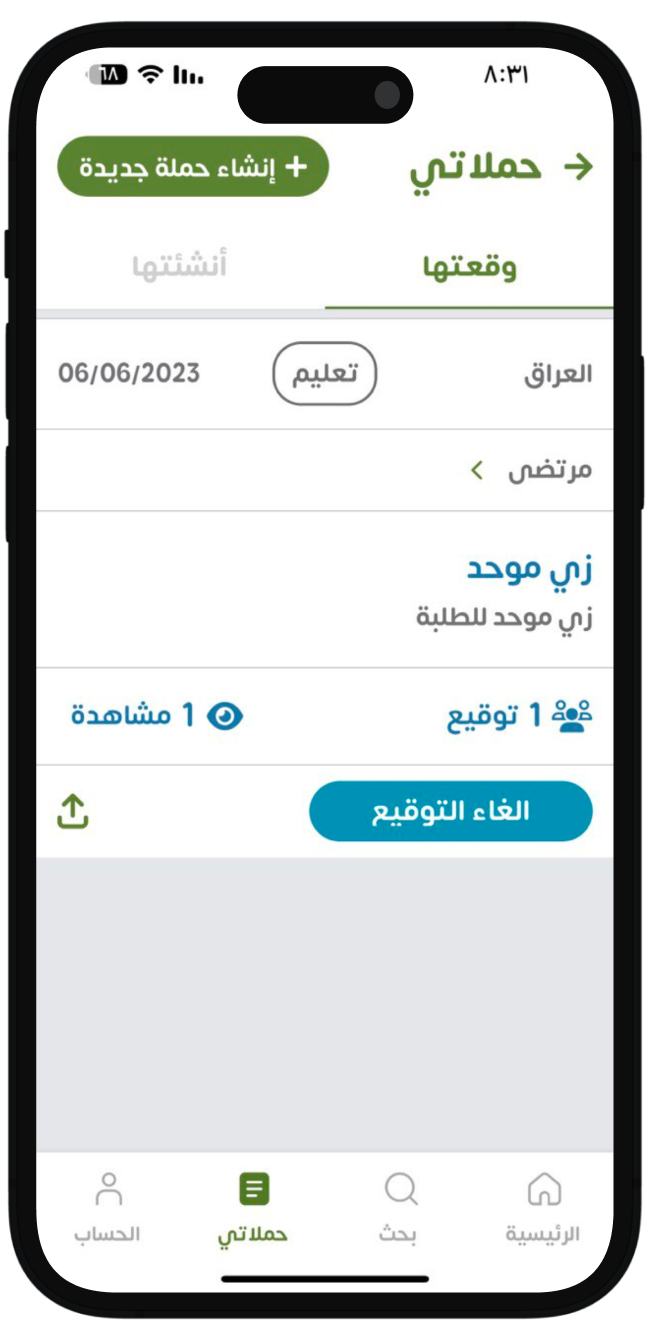 ٨:٣١
٦٨
حملاتي
+ إنشاء حملة جديدة
وقعتها
أنشئتها
العراق
تعليم
06/06/2023
مرتضى
زي موحد
زي موحد للطلبة
1 توقيع
1 مشاهدة
الغاء التوقيع
الرئيسية
بحث
حملاتي
الحساب